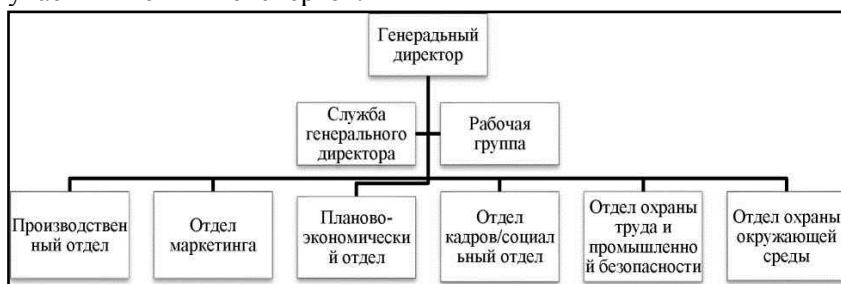 Генеральный
директор
Служба
генерального
директора
Рабочая
группа
Производствен
ный отдел
Отдел
маркетинга
Планово-
экономически
й отдел
Отдел
кадров/социал
ьный отдел
Отдел охраны
труда и
промышленно
й безопасности
Отдел охраны
окружающей
среды